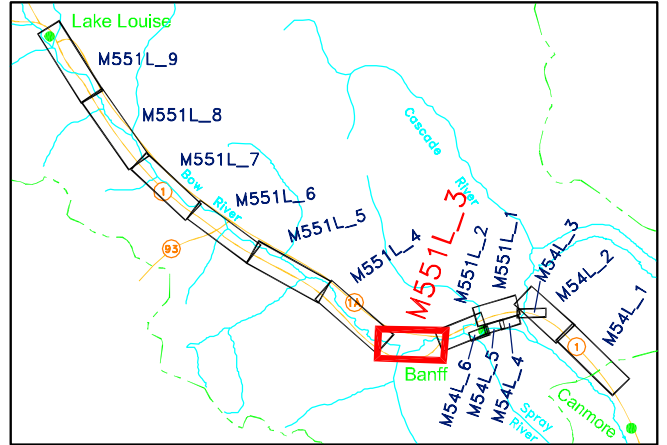 Lake Louise
M551L_9
M551L_8
M551L_7
Bow
River
M551L_6
M551L_5
M551L_4
M551L_3
M551L_2
M551L_1
M54L_3
M54L_2
M54L_1
Cascade
River
1
93
1A
1
Banff
M54L_6
M54L_5
M54L_4
Spray
River
Canmore